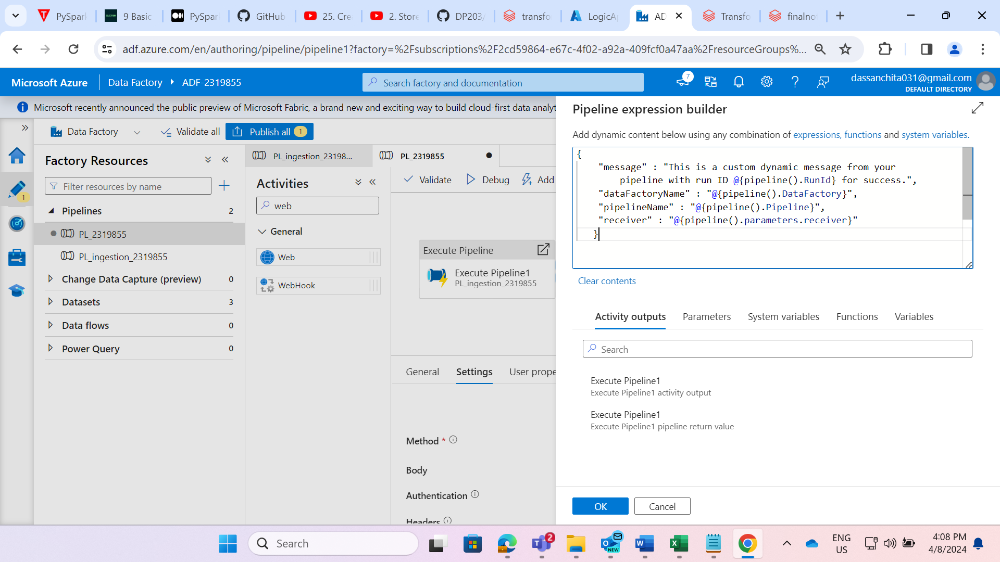 PySpark
9 Basic
PySpark
GitHub
25. Cre
2. Store
DP203/
transfo
LogicAp
AD
Transfo
finalno
adf.azure.com/en/authoring/pipeline/pipeline1?factory=%2Fsubscriptions%2F2cd59864-e67c-4f02-a92a-409fcf0a47aa%2FresourceGroups%...
Microsoft Azure
Data Factory
ADF-2319855
Search factory and documentation
7
dassanchita031@gmail.com
DEFAULT DIRECTORY
Microsoft recently announced the public preview of Microsoft Fabric, a brand new and exciting way to build cloud-first data analyt
Data Factory
Validate all
Publish all 1
1
Factory Resources
Filter resources by name
Pipelines 2
PL_2319855
PL_ingestion_2319855
Change Data Capture (preview) 0
Datasets 3
Data flows 0
Power Query 0
PL_ingestion_23198...
PL_2319855
Activities
web
General
Web
WebHook
Validate
Debug
Add
Execute Pipeline
Execute Pipeline1
PL_ingestion_2319855
General
Settings
User prope
Method *
Body
Authentication
Headers
Pipeline expression builder
Add dynamic content below using any combination of expressions, functions and system variables.
{
"message" : "This is a custom dynamic message from your
pipeline with run ID @{pipeline().RunId} for success.",
"dataFactoryName" : "@{pipeline().DataFactory}",
"pipelineName" : "@{pipeline().Pipeline}",
"receiver" : "@{pipeline().parameters.receiver}"
}
Clear contents
Activity outputs
Parameters
System variables
Functions
Variables
Search
Execute Pipeline1
Execute Pipeline1 activity output
Execute Pipeline1
Execute Pipeline1 pipeline return value
OK
Cancel
Search
2
NEW
ENG
US
4:08 PM
4/8/2024